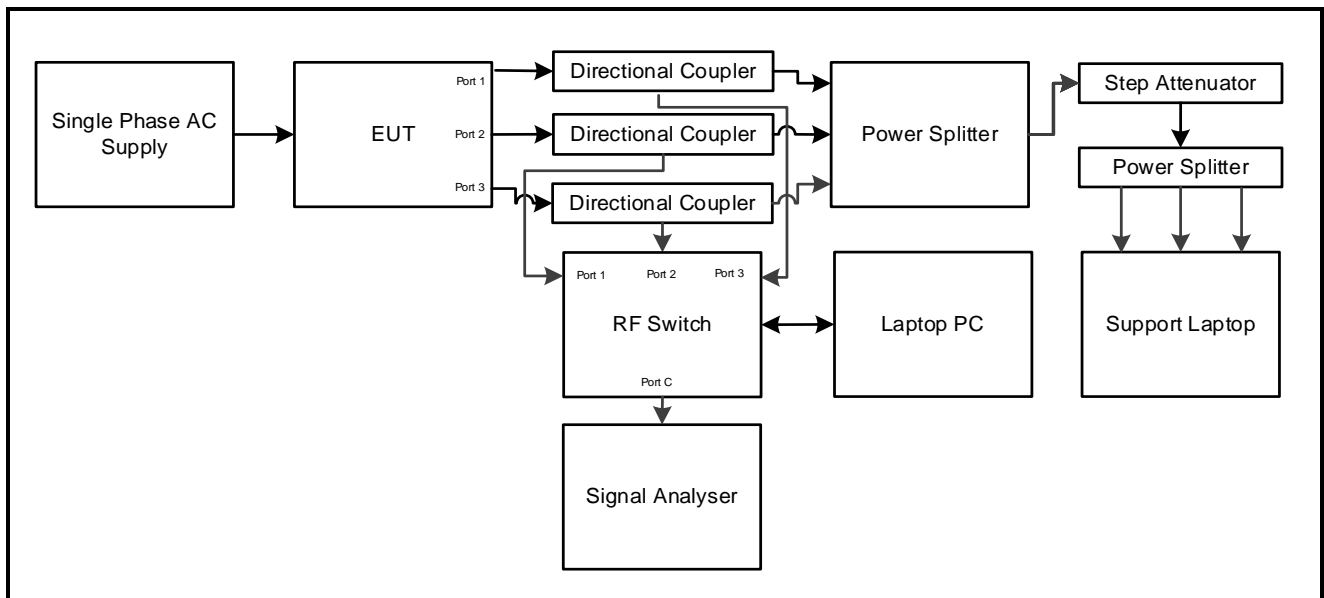 Single Phase AC
Supply
EUT
Port 1
Port 2
Port 3
Directional Coupler
Directional Coupler
Directional Coupler
Power Splitter
Step Attenuator
Power Splitter
Port 1
Port 2
Port 3
RF Switch
Port C
Laptop PC
Support Laptop
Signal Analyser